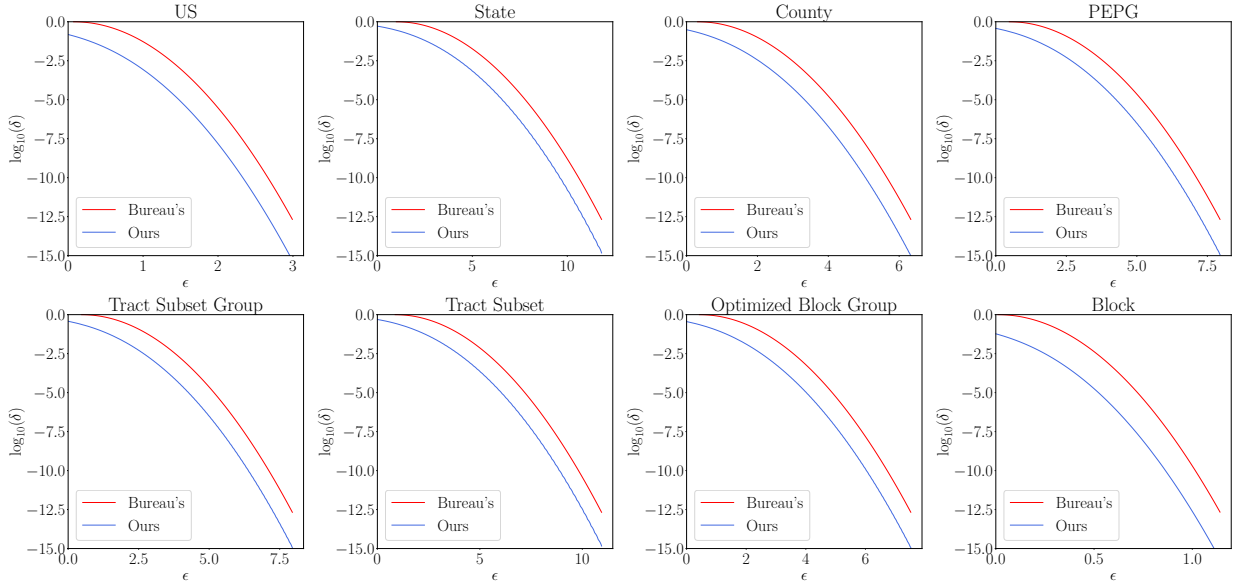 US
0.0
−2.5
−5.0
−7.5
−10.0
−12.5
−15.0
log₁₀(δ)
Bureau's
Ours
0 1 2 3
ϵ
State
0.0
−2.5
−5.0
−7.5
−10.0
−12.5
−15.0
log₁₀(δ)
Bureau's
Ours
0 5 10
ϵ
County
0.0
−2.5
−5.0
−7.5
−10.0
−12.5
−15.0
log₁₀(δ)
Bureau's
Ours
0 2 4 6
ϵ
PEPG
0.0
−2.5
−5.0
−7.5
−10.0
−12.5
−15.0
log₁₀(δ)
Bureau's
Ours
0.0 2.5 5.0 7.5
ϵ
Tract Subset Group
0.0
−2.5
−5.0
−7.5
−10.0
−12.5
−15.0
log₁₀(δ)
Bureau's
Ours
0.0 2.5 5.0 7.5
ϵ
Tract Subset
0.0
−2.5
−5.0
−7.5
−10.0
−12.5
−15.0
log₁₀(δ)
Bureau's
Ours
0 5 10
ϵ
Optimized Block Group
0.0
−2.5
−5.0
−7.5
−10.0
−12.5
−15.0
log₁₀(δ)
Bureau's
Ours
0 2 4 6
ϵ
Block
0.0
−2.5
−5.0
−7.5
−10.0
−12.5
−15.0
log₁₀(δ)
Bureau's
Ours
0.0 0.5 1.0
ϵ